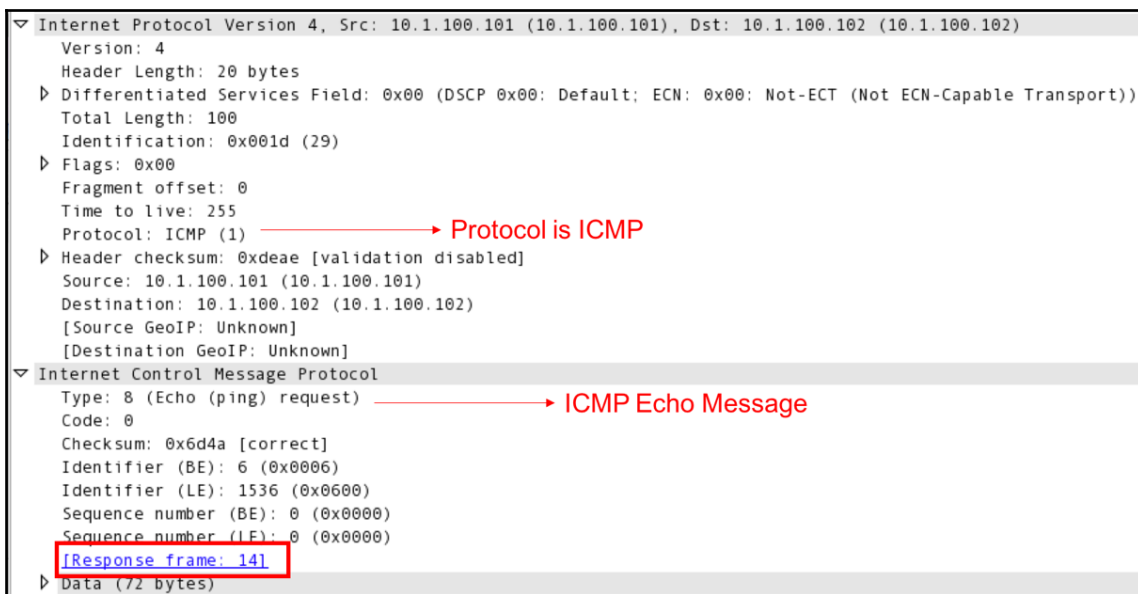 Internet Protocol Version 4, Src: 10.1.100.101 (10.1.100.101), Dst: 10.1.100.102 (10.1.100.102)
Version: 4
Header Length: 20 bytes
Differentiated Services Field: 0x00 (DSCP 0x00: Default; ECN: 0x00: Not-ECT (Not ECN-Capable Transport))
Total Length: 100
Identification: 0x001d (29)
Flags: 0x00
Fragment offset: 0
Time to live: 255
Protocol: ICMP (1) Protocol is ICMP
Header checksum: 0xdeae [validation disabled]
Source: 10.1.100.101 (10.1.100.101)
Destination: 10.1.100.102 (10.1.100.102)
[Source GeoIP: Unknown]
[Destination GeoIP: Unknown]
Internet Control Message Protocol
Type: 8 (Echo (ping) request) ICMP Echo Message
Code: 0
Checksum: 0x6d4a [correct]
Identifier (BE): 6 (0x0006)
Identifier (LE): 1536 (0x0600)
Sequence number (BE): 0 (0x0000)
Sequence number (LE): 0 (0x0000)
[Response frame: 14]
Data (72 bytes)